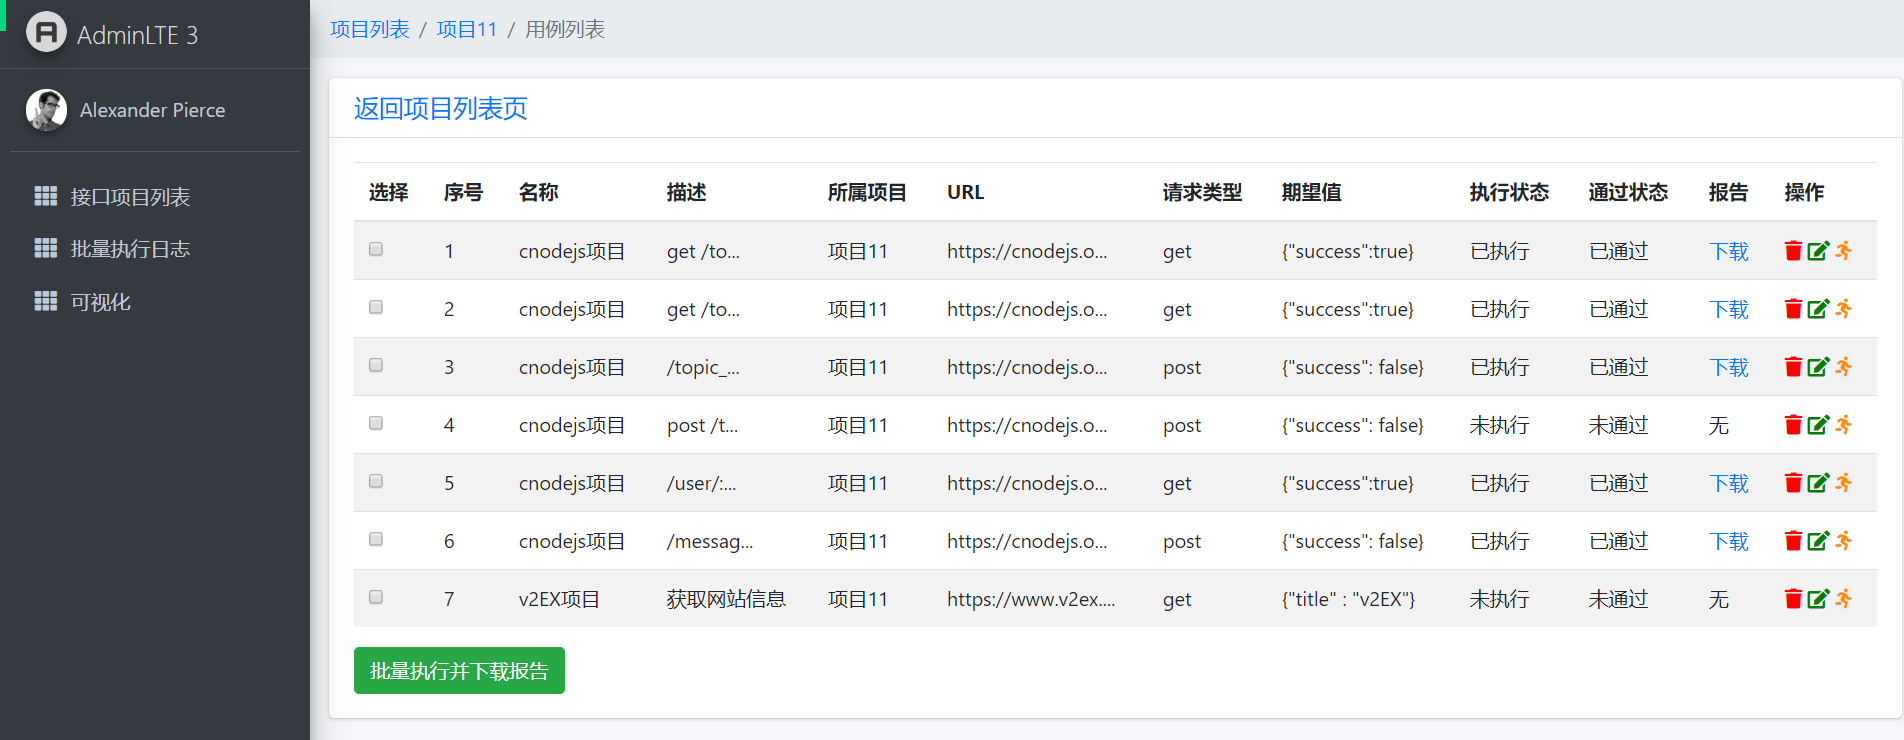 AdminLTE 3
Alexander Pierce
接口项目列表
批量执行日志
可视化
项目列表 / 项目11 / 用例列表
返回项目列表页
选择 序号 名称 描述 所属项目 URL 请求类型 期望值 执行状态 通过状态 报告 操作
1 cnodejs项目 get /to... 项目11 https://cnodejs.o... get {"success":true} 已执行 已通过 下载
2 cnodejs项目 get /to... 项目11 https://cnodejs.o... get {"success":true} 已执行 已通过 下载
3 cnodejs项目 /topic_... 项目11 https://cnodejs.o... post {"success": false} 已执行 已通过 下载
4 cnodejs项目 post /t... 项目11 https://cnodejs.o... post {"success": false} 未执行 未通过 无
5 cnodejs项目 /user/:... 项目11 https://cnodejs.o... get {"success":true} 已执行 已通过 下载
6 cnodejs项目 /messag... 项目11 https://cnodejs.o... post {"success": false} 已执行 已通过 下载
7 v2EX项目 获取网站信息 项目11 https://www.v2ex.... get {"title" : "v2EX"} 未执行 未通过 无
批量执行并下载报告